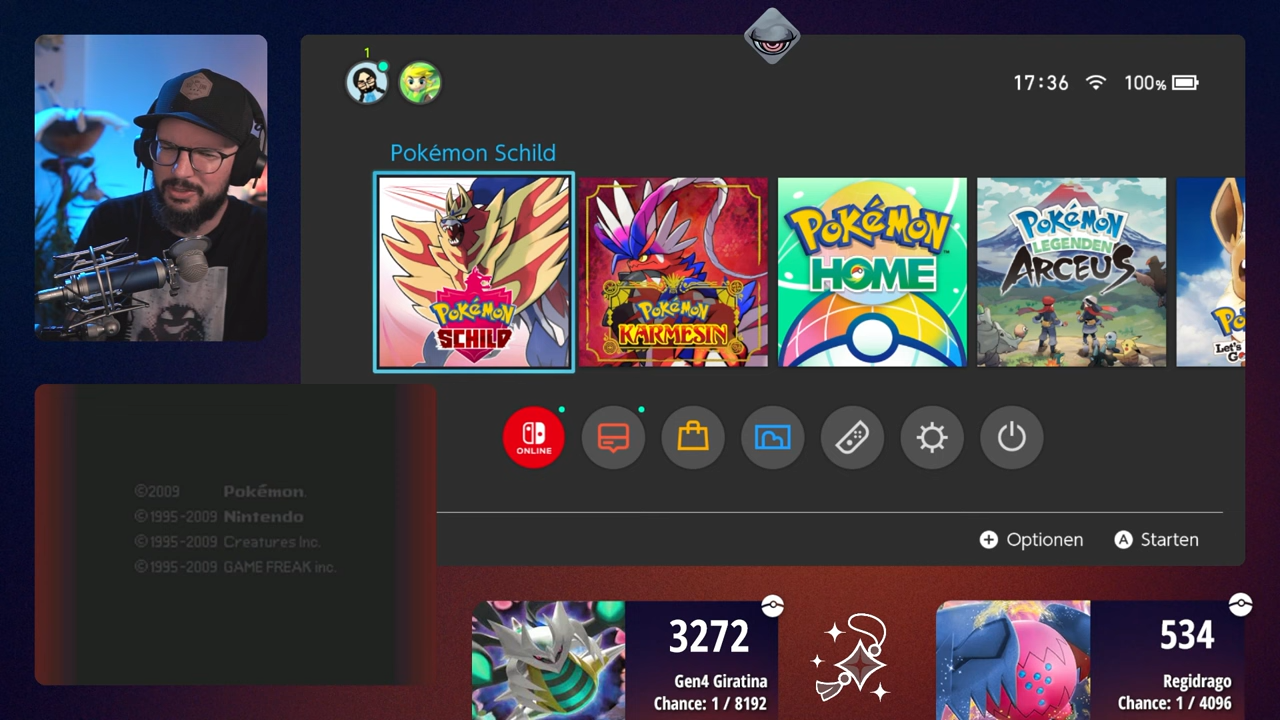 1
17:36
100%
Pokémon Schild
POKéMON
SCHILD
POKéMON
KARMESIN
POKéMON
HOME
POKéMON
LEGENDEN
ARCEUS
Let's
ONLINE
Optionen
A Starten
©2009 Pokémon.
©1995-2009 Nintendo
©1995-2009 Creatures Inc.
©1995-2009 GAME FREAK inc.
3272
Gen4 Giratina
Chance: 1 / 8192
534
Regidrago
Chance: 1 / 4096